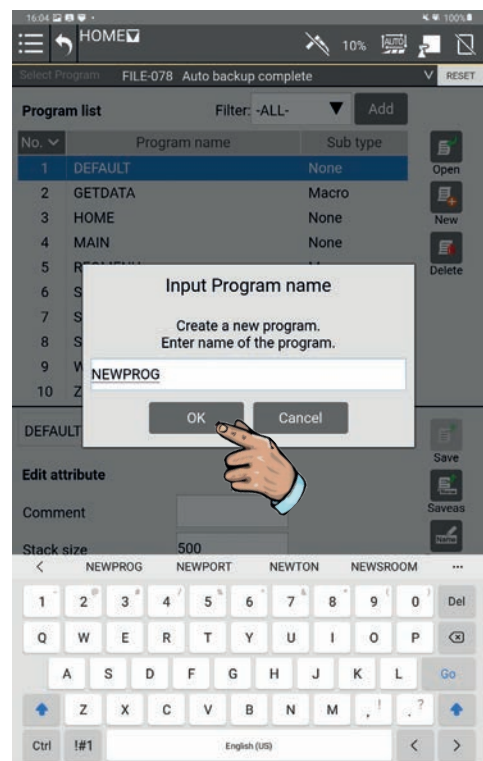 16:04 100%
HOME 10% AUTO
Select Program FILE-078 Auto backup complete RESET
Program list Filter: -ALL- Add
No. Program name Sub type
1 DEFAULT None Open
2 GETDATA Macro
3 HOME None New
4 MAIN None
5 Delete
6 S
7 S
8 S
9 W
10 Z
Input Program name
Create a new program.
Enter name of the program.
NEWPROG
OK Cancel
DEFAULT
Save
Edit attribute
Comment Saveas
Stack size 500
< NEWPROG NEWPORT NEWTON NEWSROOM ...
1 2 @ 3 # 4 / 5 % 6 ^ 7 & 8 * 9 ( 0 ) Del
Q W E R T Y U I O P
A S D F G H J K L Go
Z X C V B N M , ! . ?
Ctrl !#1 English (US) < >